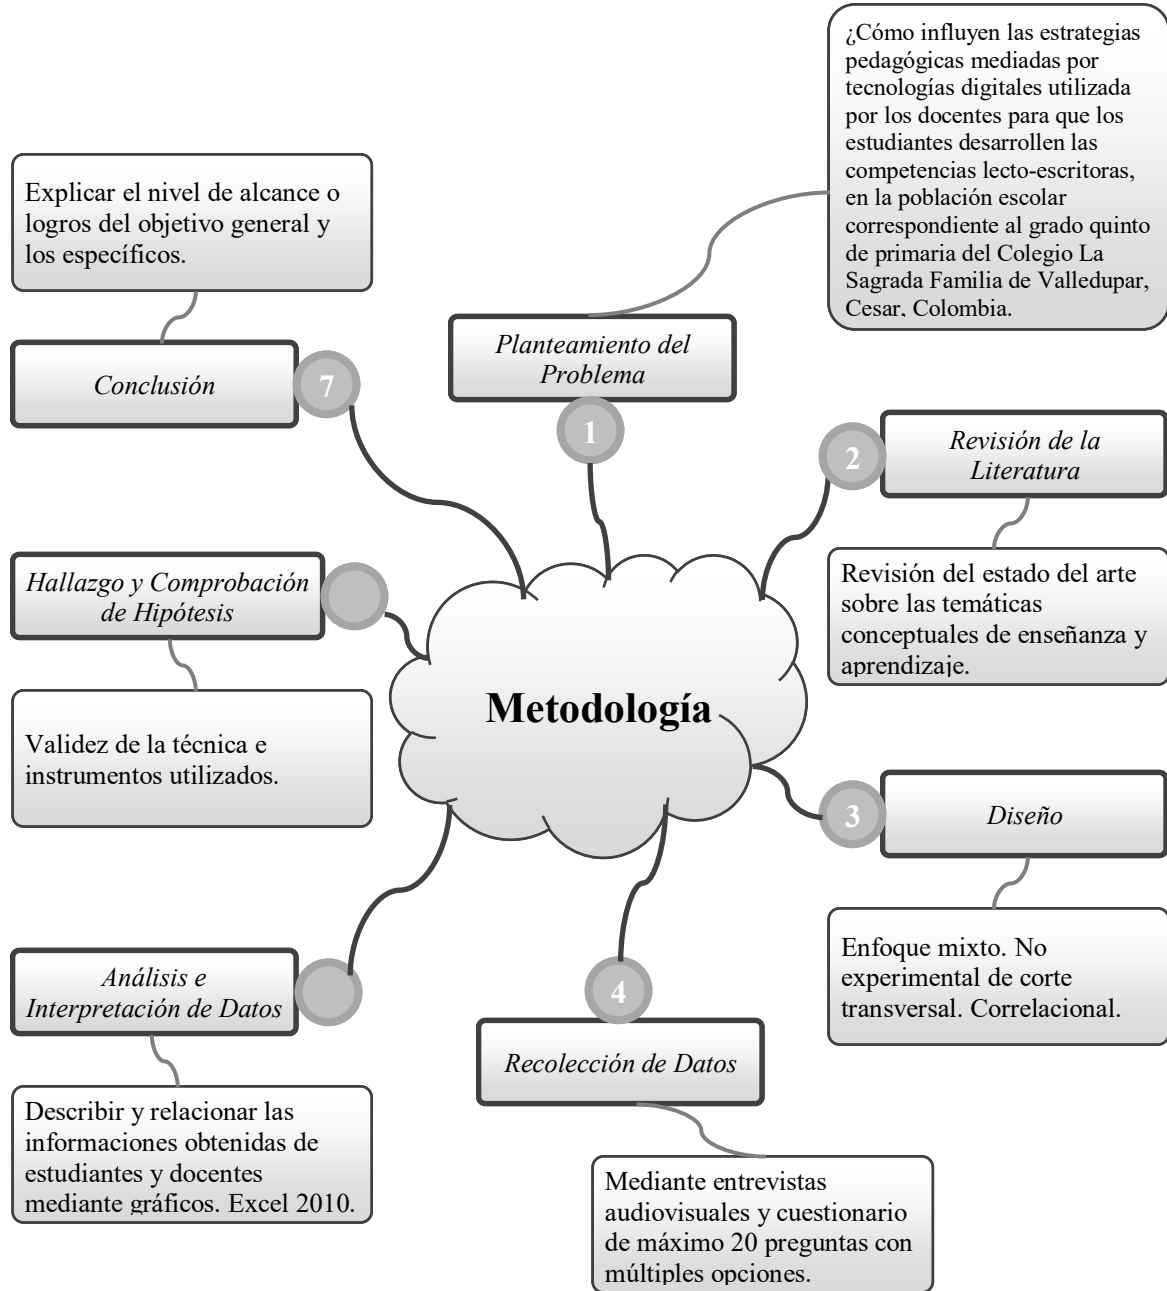 ¿Cómo influyen las estrategias
pedagógicas mediadas por
tecnologías digitales utilizada
por los docentes para que los
estudiantes desarrollen las
competencias lecto-escritoras,
en la población escolar
correspondiente al grado quinto
de primaria del Colegio La
Sagrada Familia de Valledupar,
Cesar, Colombia.
Planteamiento del
Problema
1
2
Revisión de la
Literatura
Revisión del estado del arte
sobre las temáticas
conceptuales de enseñanza y
aprendizaje.
3
Diseño
Enfoque mixto. No
experimental de corte
transversal. Correlacional.
4
Recolección de Datos
Mediante entrevistas
audiovisuales y cuestionario
de máximo 20 preguntas con
múltiples opciones.
Análisis e
Interpretación de Datos
Describir y relacionar las
informaciones obtenidas de
estudiantes y docentes
mediante gráficos. Excel 2010.
Hallazgo y Comprobación
de Hipótesis
Validez de la técnica e
instrumentos utilizados.
7
Conclusión
Explicar el nivel de alcance o
logros del objetivo general y
los específicos.
Metodología